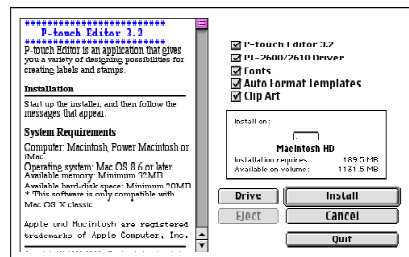 ************************
P-touch Editor 3.2
************************
P-touch Editor is an application that gives
you a variety of designing possibilities for
creating labels and stamps.
Installation
Start up the installer, and then follow the
messages that appear.
System Requirements
Computer: Macintosh, Power Macintosh or
iMac
Operating system: Mac OS 8.6 or later
Available memory: Minimum 32MB
Available hard-disk space: Minimum 20MB
* This software is only compatible with
Mac OS X classic
Apple and Macintosh are registered
trademarks of Apple Computer, Inc.
P-touch Editor 3.2
PT-2600/2610 Driver
Fonts
Auto Format Templates
Clip Art
Install on:
Macintosh HD
Installation requires 189.5 MB
Available on volume: 1181.5 MB
Drive
Install
Eject
Cancel
Quit